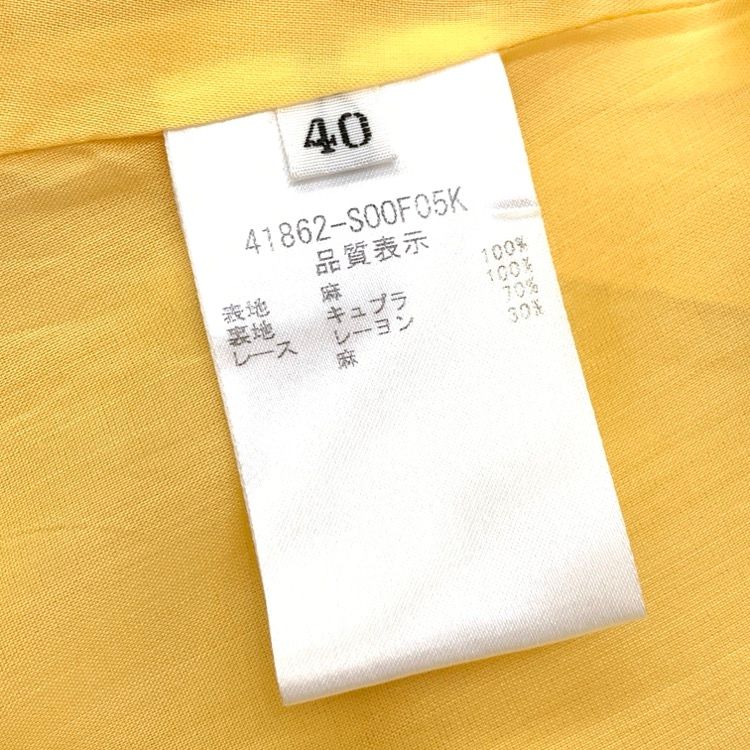 40
41862-S00F05K
品質表示
表地 麻 100%
裏地 キュプラ 100%
レース レーヨン 70%
麻 30%